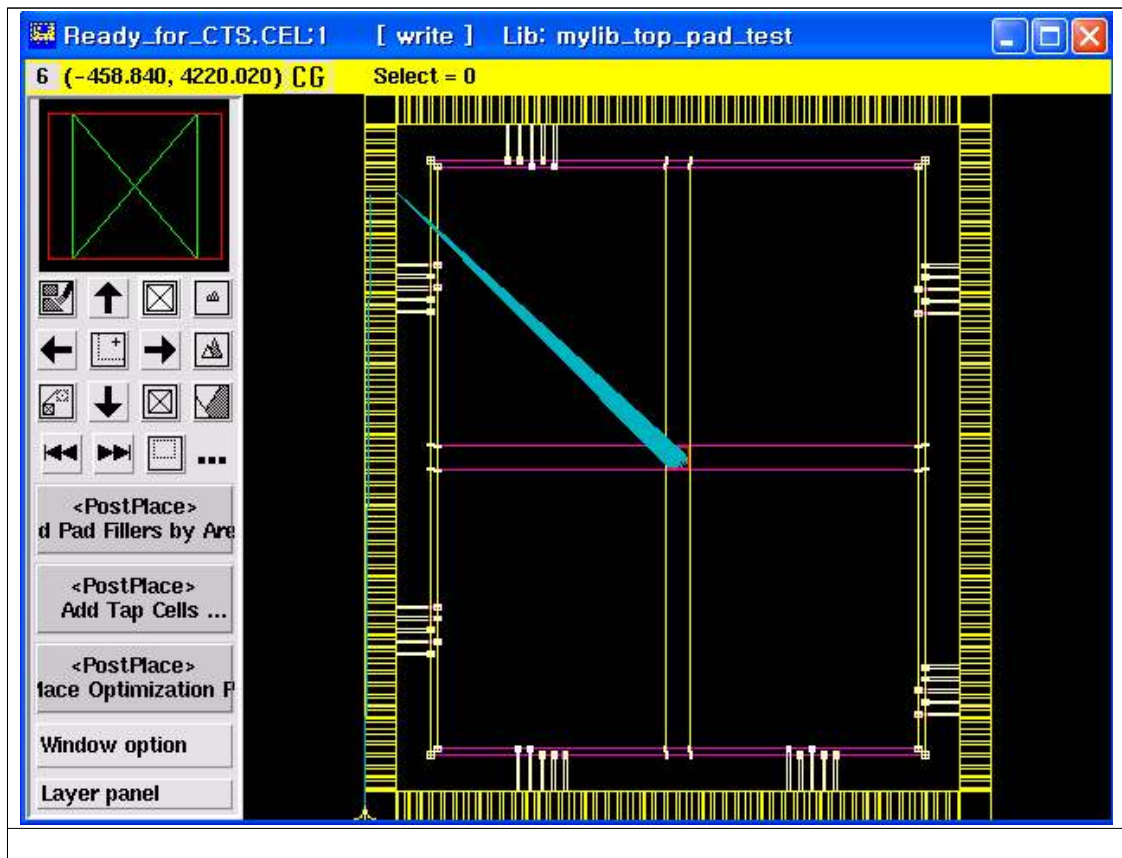 Ready_for_CTS.CEL;1 [ write ] Lib: mylib_top_pad_test
6 (-458.840, 4220.020) CG Select = 0
<PostPlace>
d Pad Fillers by Are
<PostPlace>
Add Tap Cells ...
<PostPlace>
lace Optimization P
...
Window option
Layer panel